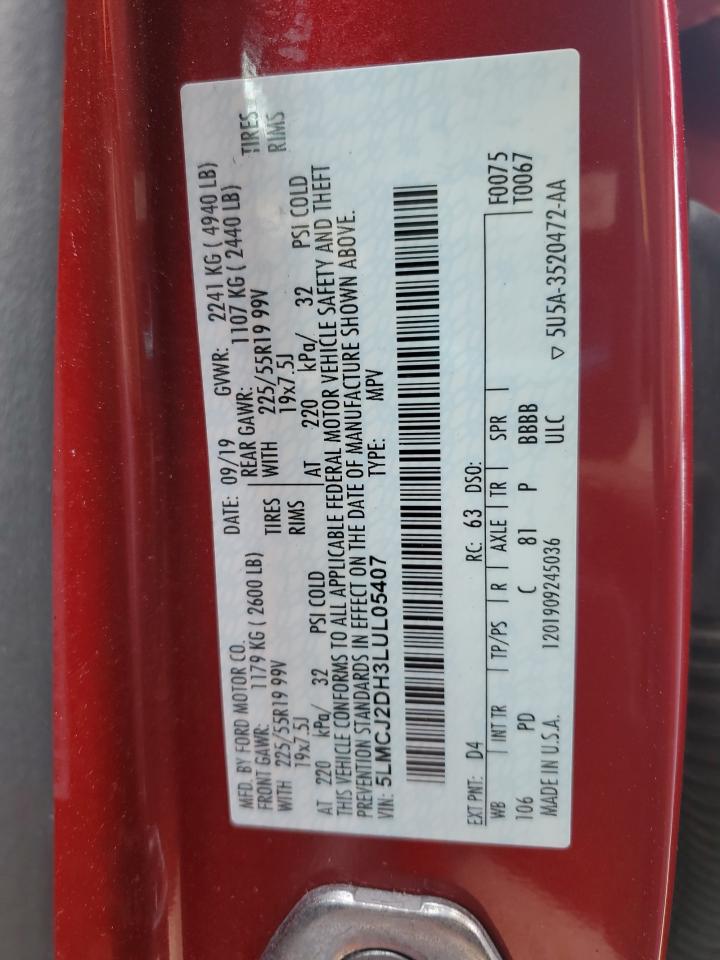 MFD. BY FORD MOTOR CO. DATE: 09/19 GVWR: 2241 KG ( 4940 LB)
FRONT GAWR: 1179 KG ( 2600 LB) REAR GAWR: 1107 KG ( 2440 LB)
WITH 225/55R19 99V TIRES WITH 225/55R19 99V TIRES
19x7.5J RIMS 19x7.5J RIMS
AT 220 kPa/ 32 PSI COLD AT 220 kPa/ 32 PSI COLD
THIS VEHICLE CONFORMS TO ALL APPLICABLE FEDERAL MOTOR VEHICLE SAFETY AND THEFT
PREVENTION STANDARDS IN EFFECT ON THE DATE OF MANUFACTURE SHOWN ABOVE.
VIN: 5LMCJ2DH3LUL05407 TYPE: MPV
EXT PNT: D4 RC: 63 DSO:
WB INT TR TP/PS R AXLE TR SPR F0075
106 PD C 81 P BBBB T0067
MADE IN U.S.A. 1201909245036 ULC ▽ 5U5A-3520472-AA